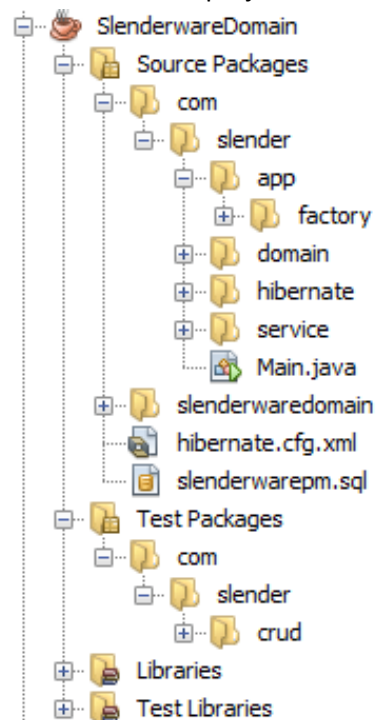 SlenderwareDomain
Source Packages
com
slender
app
factory
domain
hibernate
service
Main.java
slenderwaredomain
hibernate.cfg.xml
slenderwarepm.sql
Test Packages
com
slender
crud
Libraries
Test Libraries